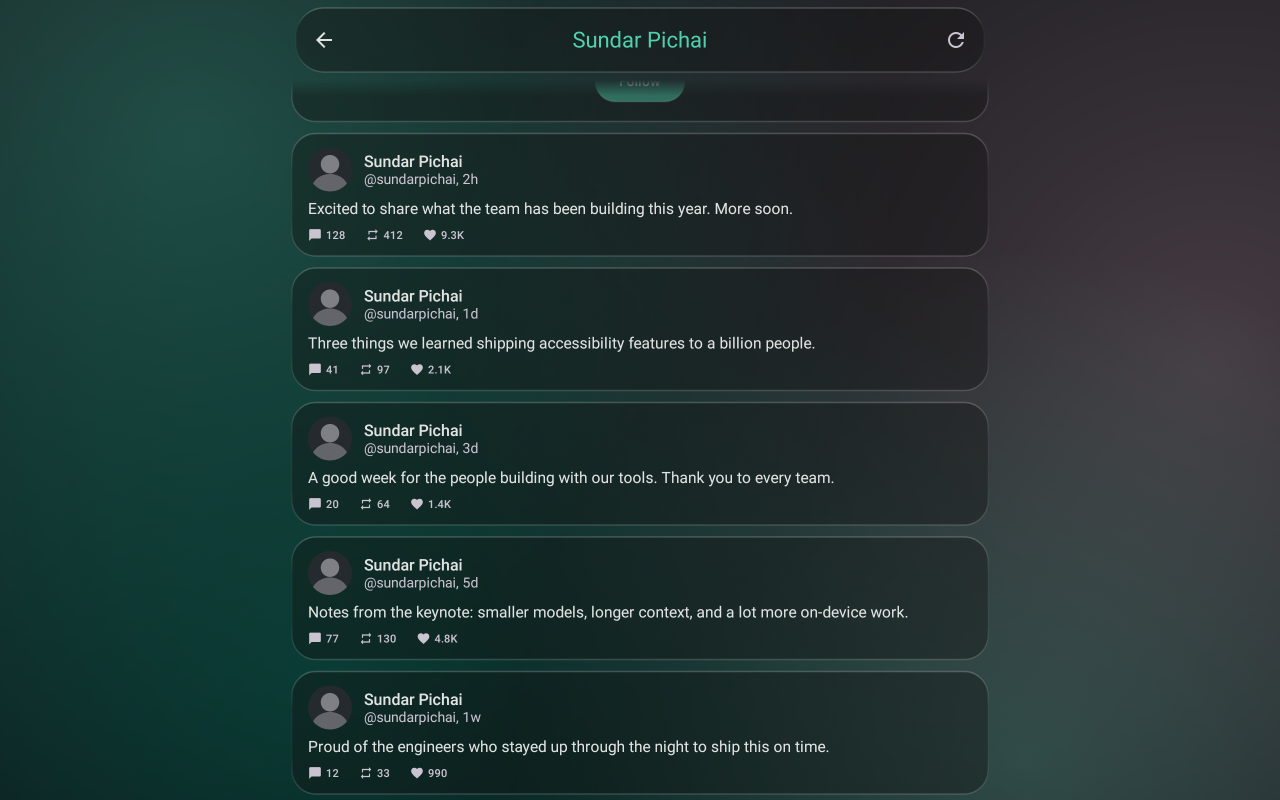 Sundar Pichai
Follow
Sundar Pichai
@sundarpichai, 2h
Excited to share what the team has been building this year. More soon.
128 412 9.3K
Sundar Pichai
@sundarpichai, 1d
Three things we learned shipping accessibility features to a billion people.
41 97 2.1K
Sundar Pichai
@sundarpichai, 3d
A good week for the people building with our tools. Thank you to every team.
20 64 1.4K
Sundar Pichai
@sundarpichai, 5d
Notes from the keynote: smaller models, longer context, and a lot more on-device work.
77 130 4.8K
Sundar Pichai
@sundarpichai, 1w
Proud of the engineers who stayed up through the night to ship this on time.
12 33 990